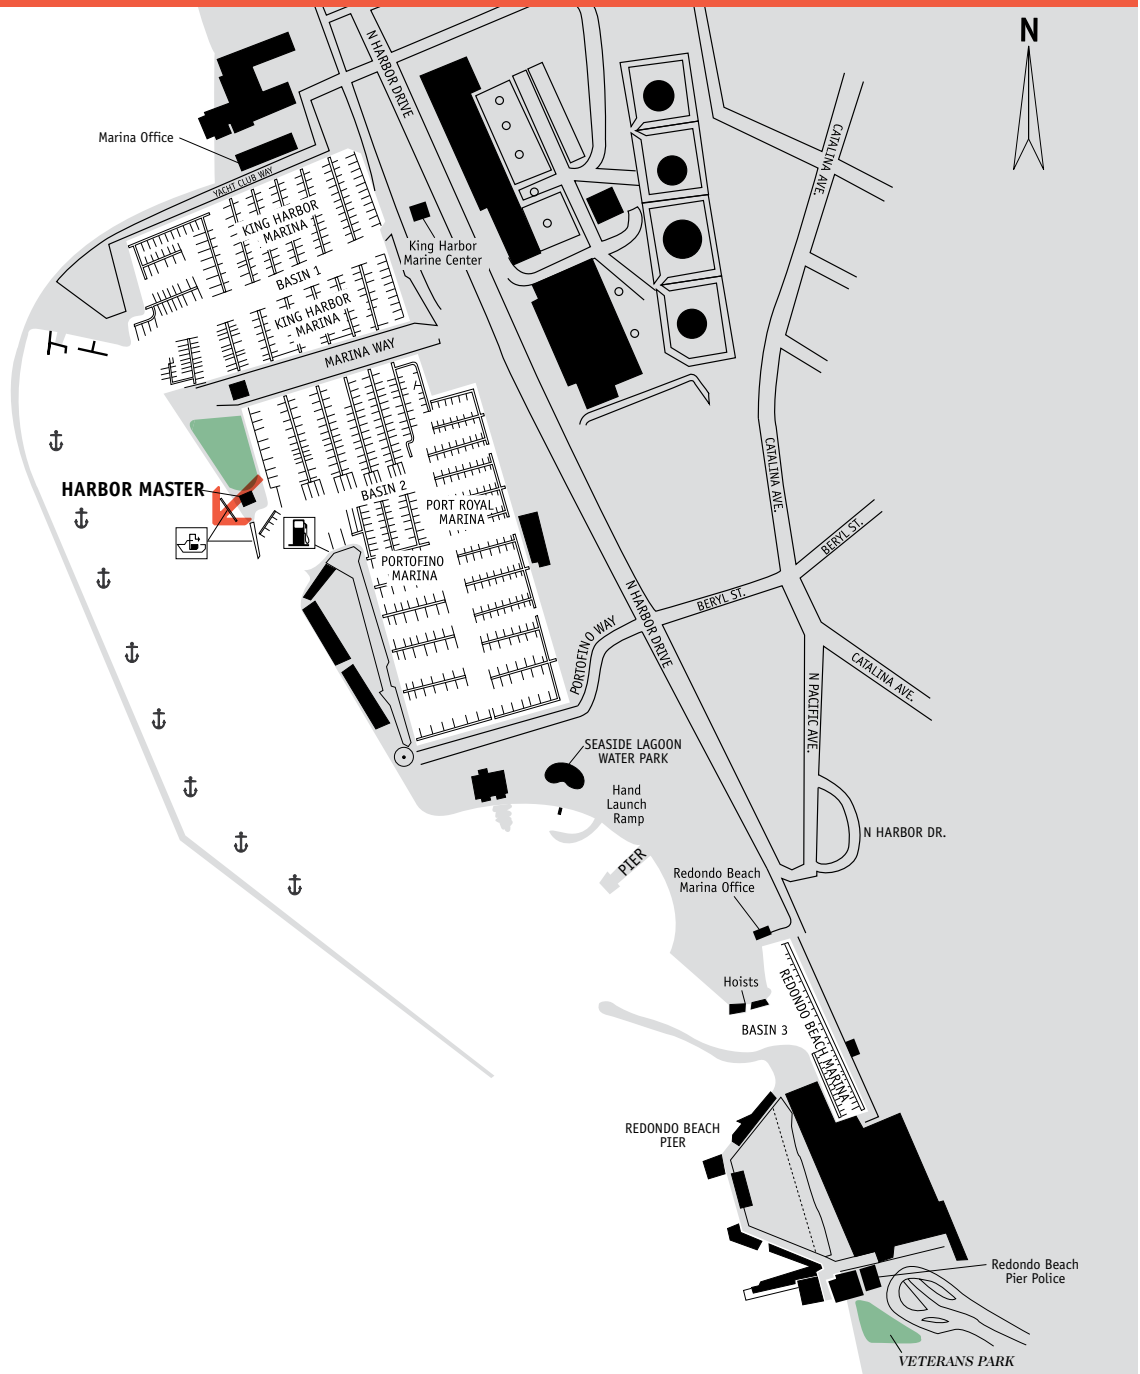 N
N HARBOR DRIVE
CATALINA AVE.
Marina Office
YACHT CLUB WAY
KING HARBOR
MARINA
King Harbor
Marine Center
BASIN 1
KING HARBOR
MARINA
MARINA WAY
CATALINA AVE.
HARBOR MASTER
BASIN 2
PORT ROYAL
MARINA
BERYL ST.
PORTOFINO
MARINA
BERYL ST.
N HARBOR DRIVE
PORTOFINO WAY
CATALINA AVE.
N PACIFIC AVE.
SEASIDE LAGOON
WATER PARK
Hand
Launch
Ramp
N HARBOR DR.
PIER
Redondo Beach
Marina Office
Hoists
BASIN 3
REDONDO BEACH MARINA
REDONDO BEACH
PIER
Redondo Beach
Pier Police
VETERANS PARK